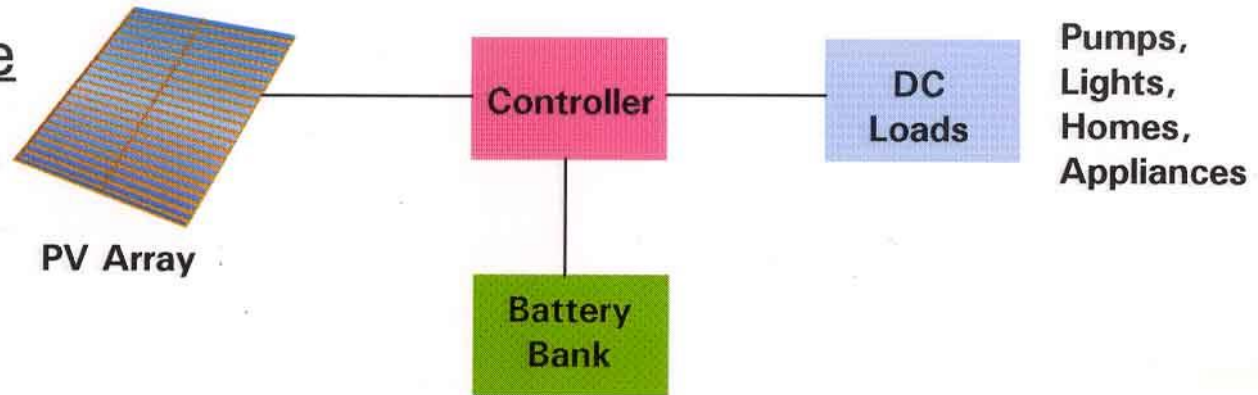 PV Array
Controller
DC
Loads
Pumps,
Lights,
Homes,
Appliances
Battery
Bank